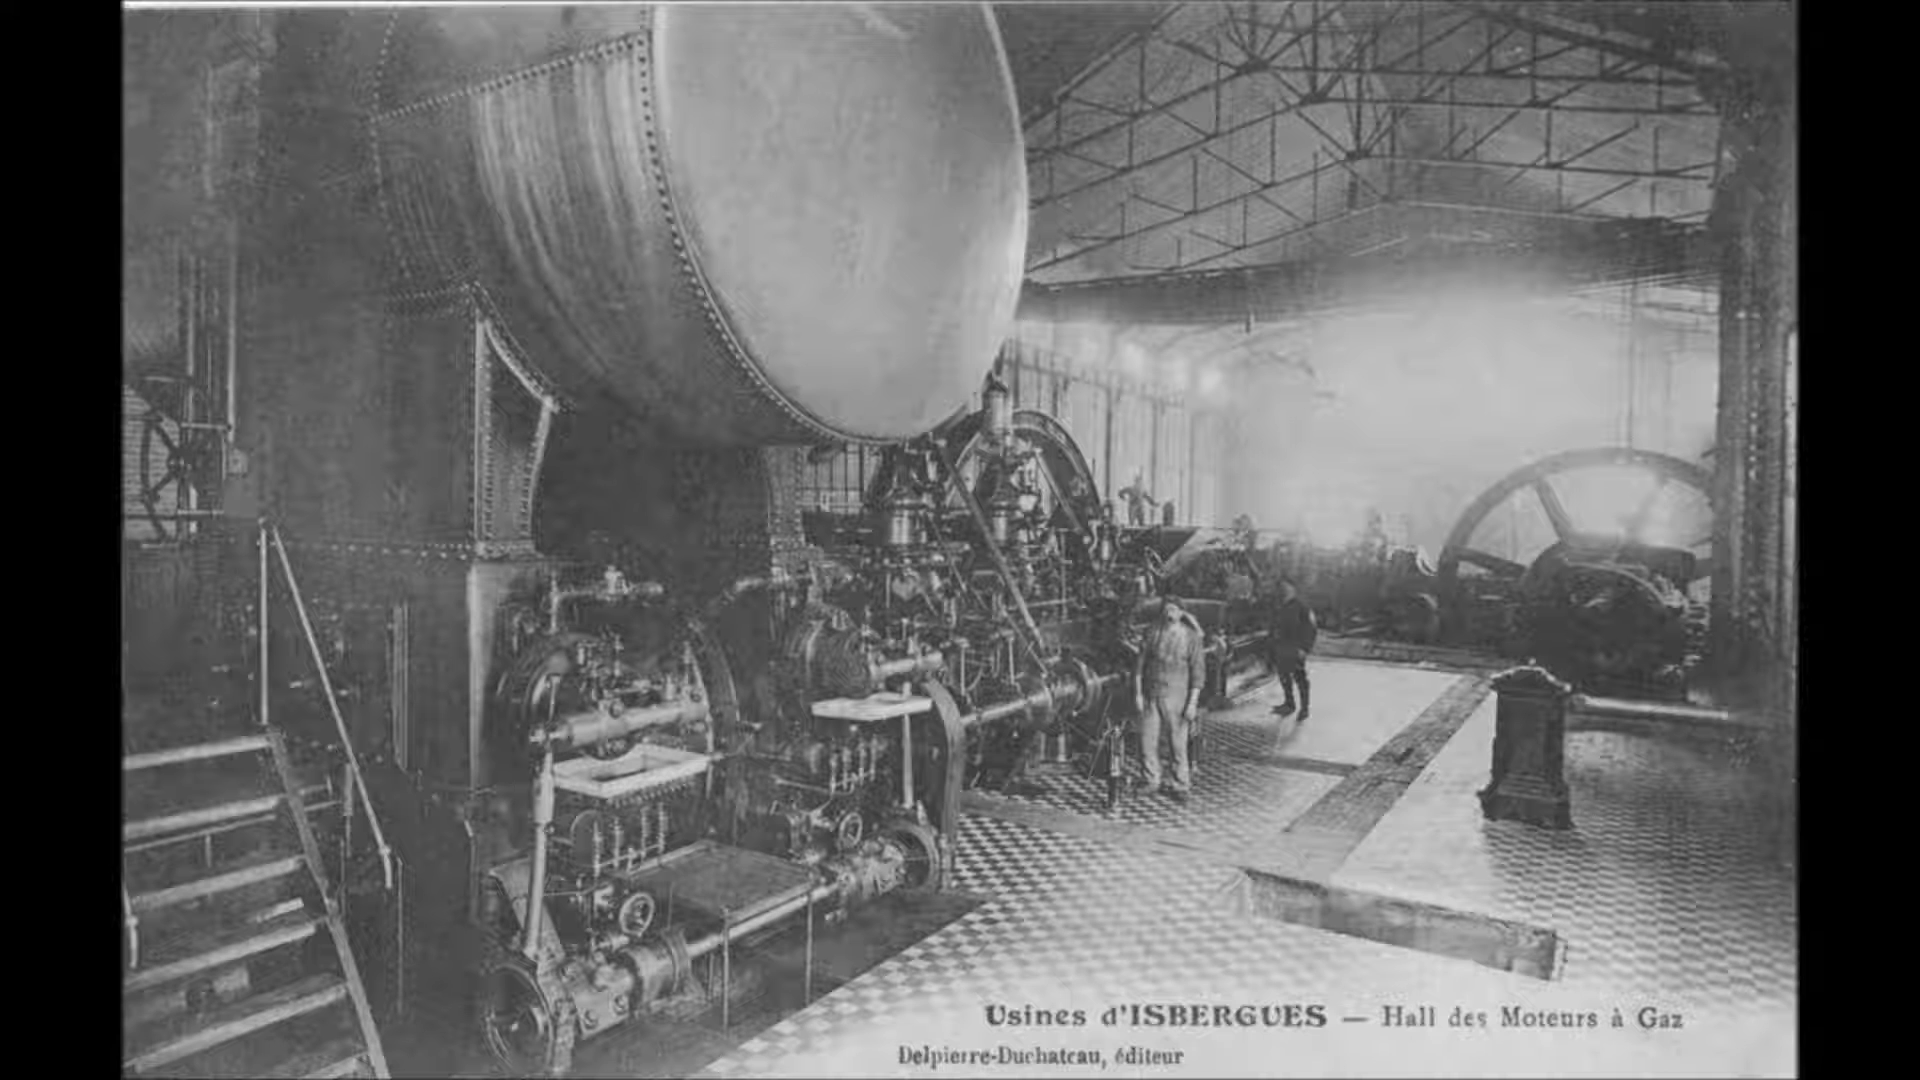 Usines d'ISBERGUES — Hall des Moteurs à Gaz
Delpierre-Duchateau, éditeur